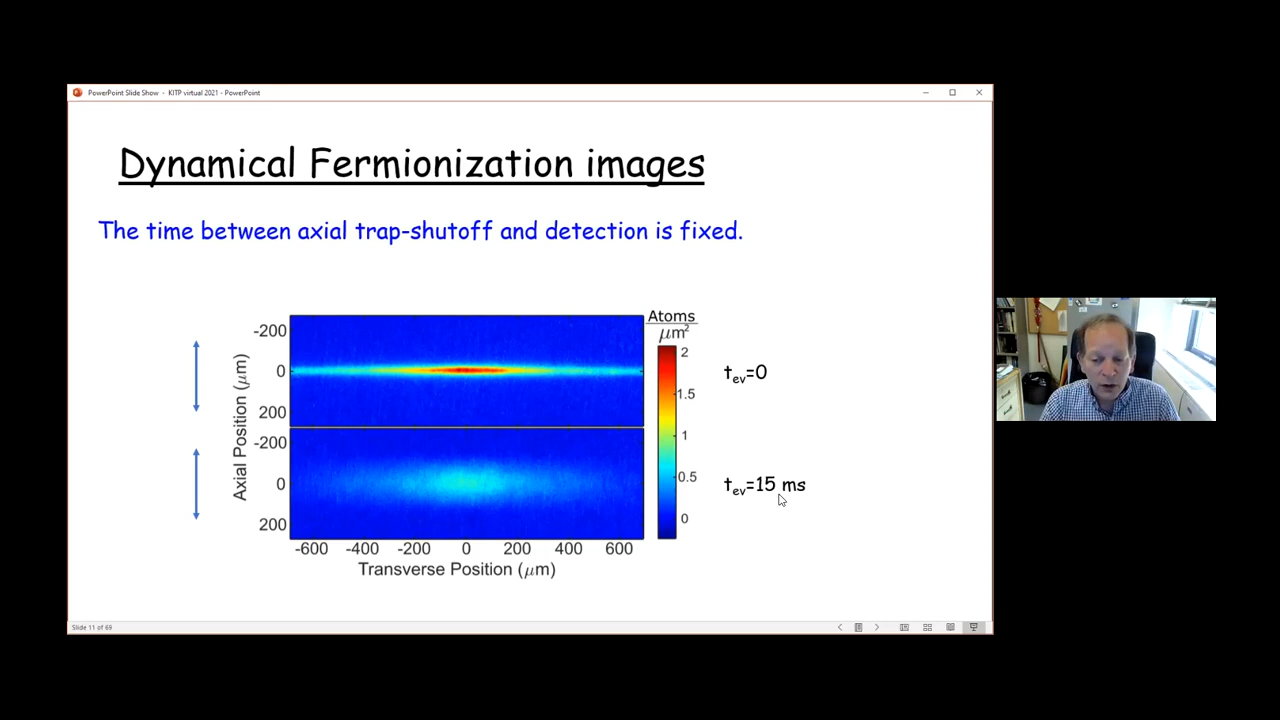 PowerPoint Slide Show - KITP virtual 2021 - PowerPoint
Dynamical Fermionization images
The time between axial trap-shutoff and detection is fixed.
Atoms
μm²
Axial Position (μm)
-200
0
200
-200
0
200
2
1.5
1
0.5
0
tev=0
tev=15 ms
-600 -400 -200 0 200 400 600
Transverse Position (μm)
Slide 11 of 69